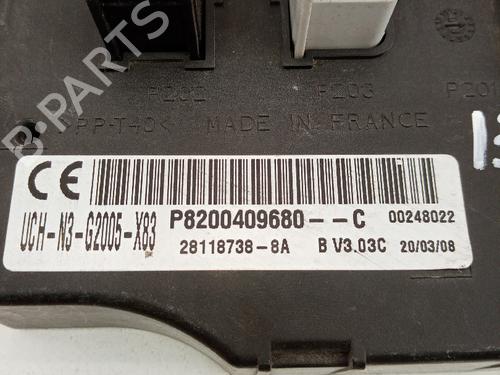 P202 P203 P201
PP-T40< MADE IN FRANCE
CE P8200409680--C 00248022
UCH-N3-G2005-X83 28118738-8A B V3.03C 20/03/08
B-PARTS